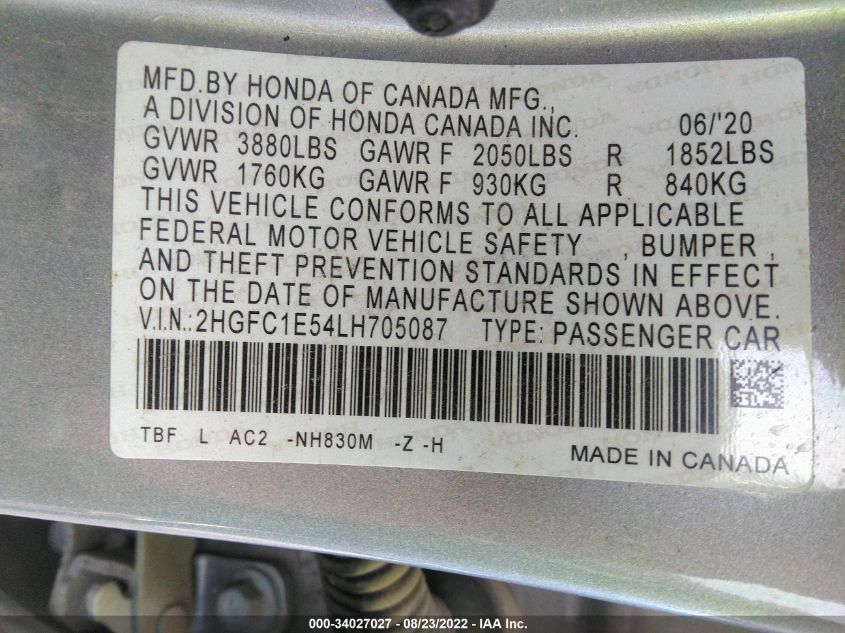 MFD.BY HONDA OF CANADA MFG.,
A DIVISION OF HONDA CANADA INC. 06/'20
GVWR 3880LBS GAWR F 2050LBS R 1852LBS
GVWR 1760KG GAWR F 930KG R 840KG
THIS VEHICLE CONFORMS TO ALL APPLICABLE
FEDERAL MOTOR VEHICLE SAFETY , BUMPER ,
AND THEFT PREVENTION STANDARDS IN EFFECT
ON THE DATE OF MANUFACTURE SHOWN ABOVE.
V.I.N.:2HGFC1E54LH705087 TYPE: PASSENGER CAR
TBF L AC2 -NH830M -Z -H
MADE IN CANADA
000-34027027 - 08/23/2022 - IAA Inc.